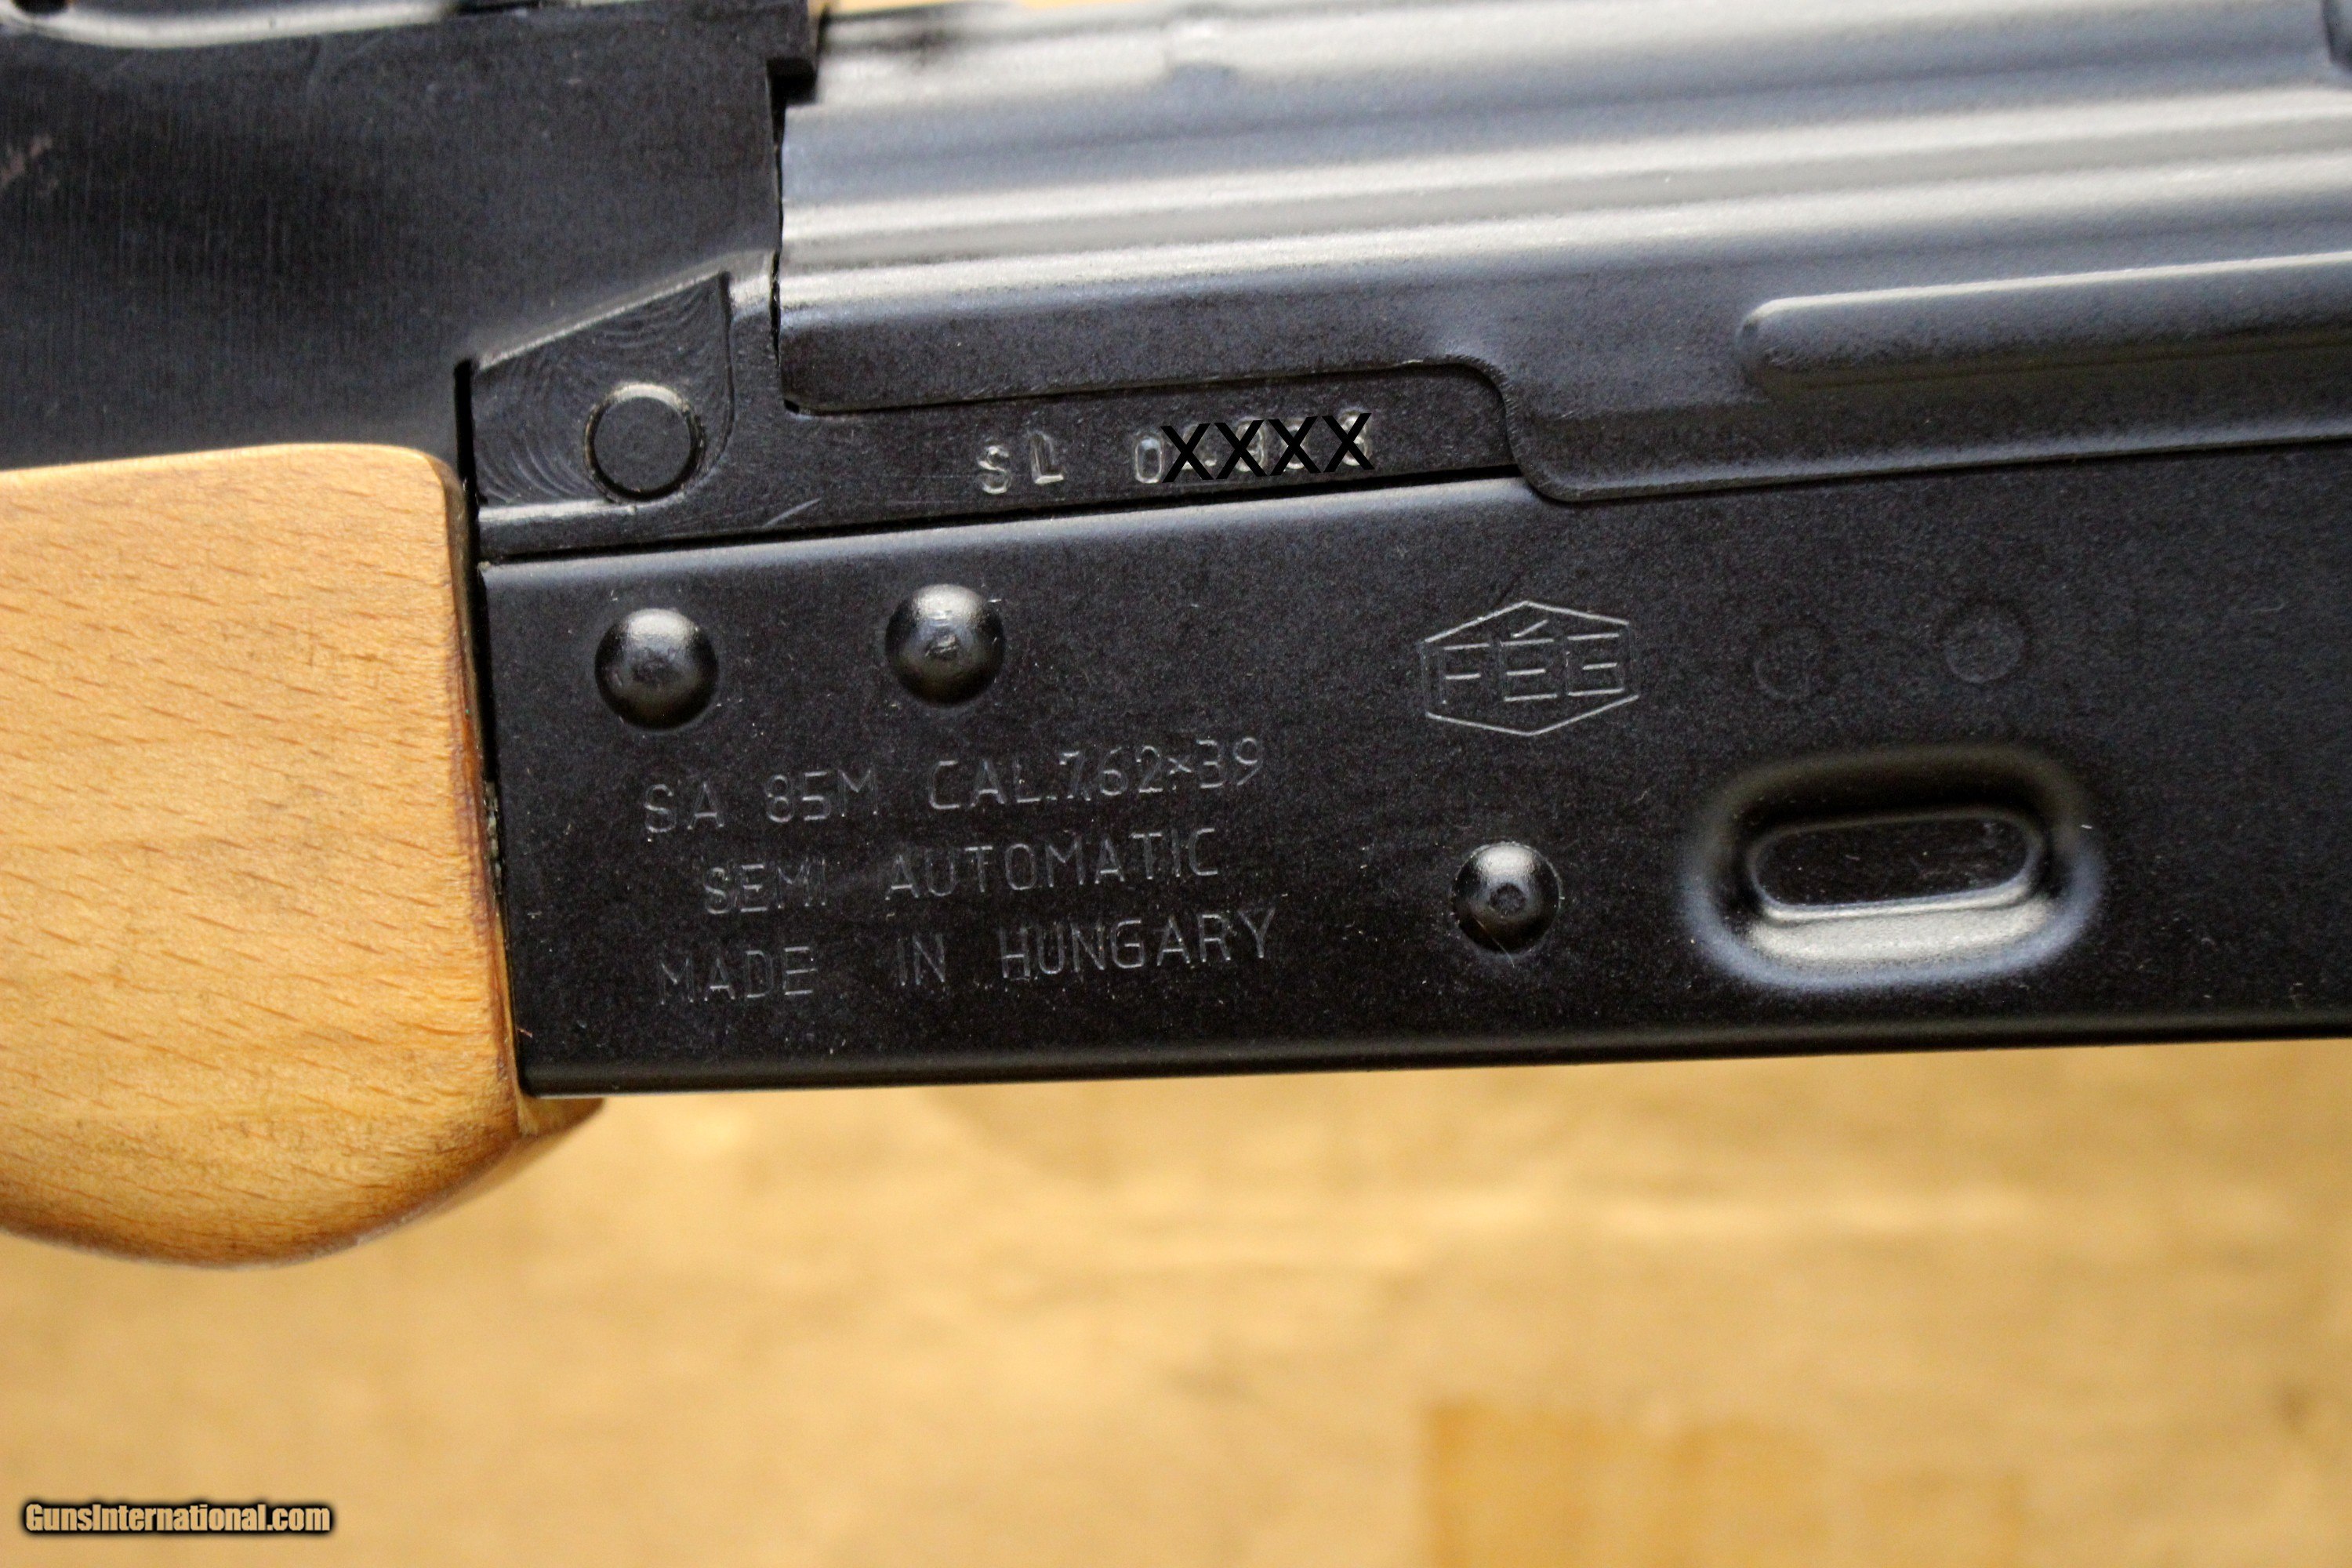 SL 0XXXX
FÉG
SA 85M CAL.7.62×39
SEMI AUTOMATIC
MADE IN HUNGARY
GunsInternational.com